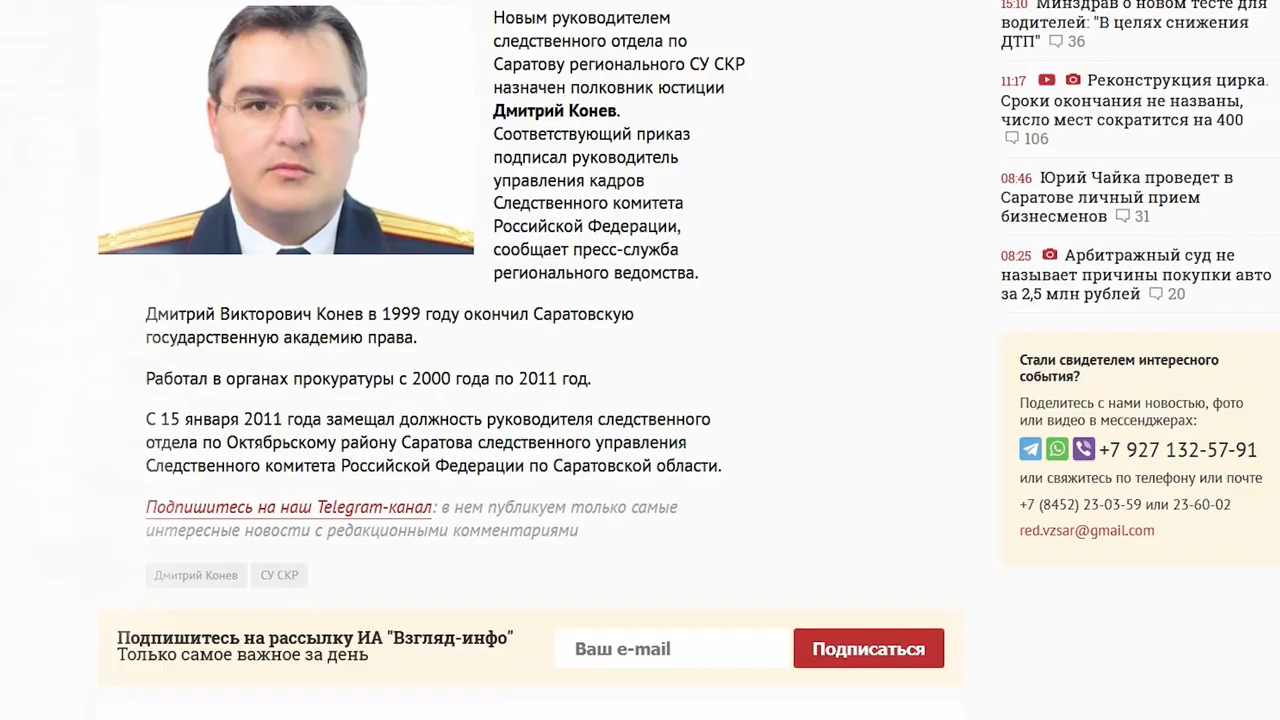 Новым руководителем
следственного отдела по
Саратову регионального СУ СКР
назначен полковник юстиции
Дмитрий Конев.
Соответствующий приказ
подписал руководитель
управления кадров
Следственного комитета
Российской Федерации,
сообщает пресс-служба
регионального ведомства.
Дмитрий Викторович Конев в 1999 году окончил Саратовскую
государственную академию права.
Работал в органах прокуратуры с 2000 года по 2011 год.
С 15 января 2011 года замещал должность руководителя следственного
отдела по Октябрьскому району Саратова следственного управления
Следственного комитета Российской Федерации по Саратовской области.
Подпишитесь на наш Telegram-канал: в нем публикуем только самые
интересные новости с редакционными комментариями
Дмитрий Конев СУ СКР
Подпишитесь на рассылку ИА "Взгляд-инфо"
Только самое важное за день
Ваш e-mail
Подписаться
15:10 Минздрав о новом тесте для
водителей: "В целях снижения
ДТП" 36
11:17 Реконструкция цирка.
Сроки окончания не названы,
число мест сократится на 400
106
08:46 Юрий Чайка проведет в
Саратове личный прием
бизнесменов 31
08:25 Арбитражный суд не
называет причины покупки авто
за 2,5 млн рублей 20
Стали свидетелем интересного
события?
Поделитесь с нами новостью, фото
или видео в мессенджерах:
+7 927 132-57-91
или свяжитесь по телефону или почте
+7 (8452) 23-03-59 или 23-60-02
red.vzsar@gmail.com